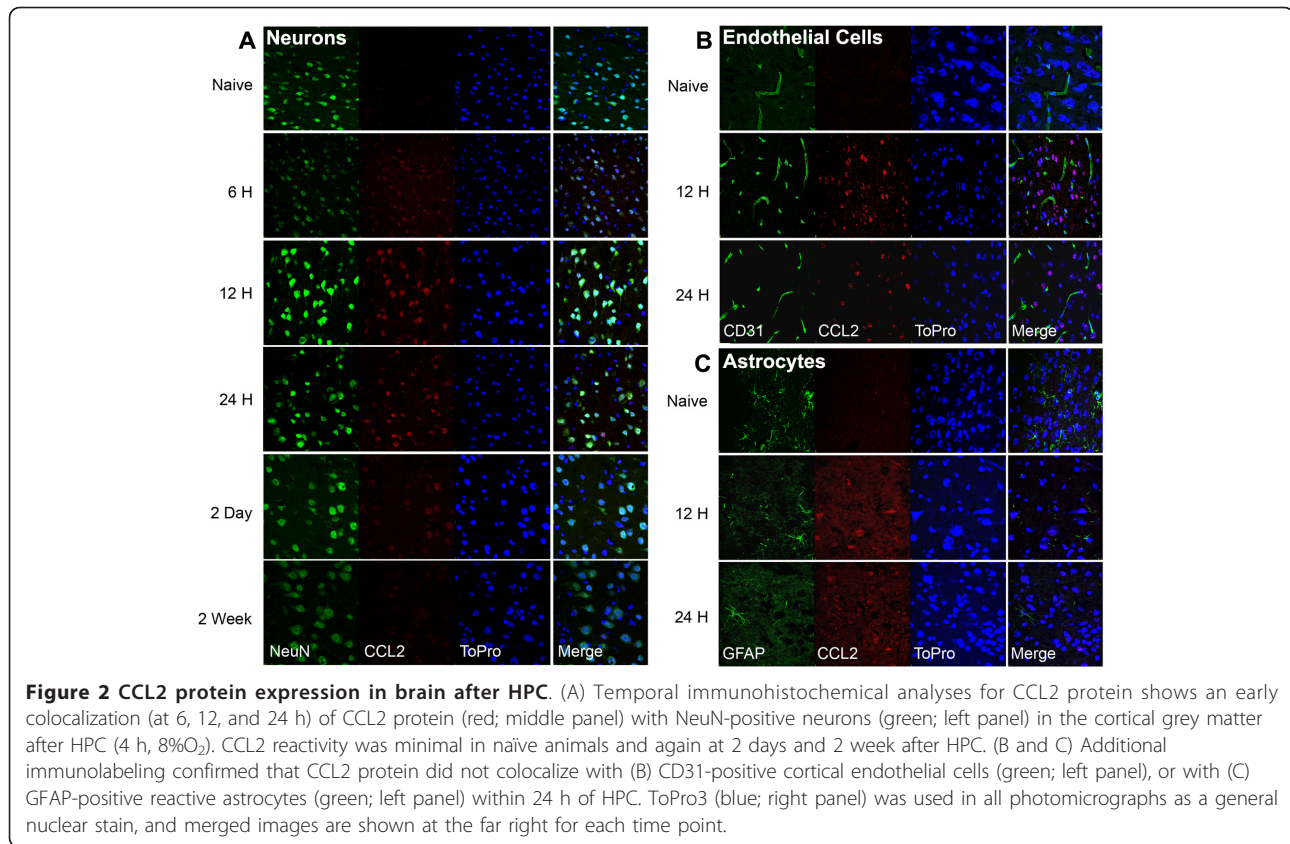 A Neurons
Naive
6 H
12 H
24 H
2 Day
2 Week
NeuN CCL2 ToPro Merge
B Endothelial Cells
Naive
12 H
24 H
CD31 CCL2 ToPro Merge
C Astrocytes
Naive
12 H
24 H
GFAP CCL2 ToPro Merge
Figure 2 CCL2 protein expression in brain after HPC. (A) Temporal immunohistochemical analyses for CCL2 protein shows an early
colocalization (at 6, 12, and 24 h) of CCL2 protein (red; middle panel) with NeuN-positive neurons (green; left panel) in the cortical grey matter
after HPC (4 h, 8%O₂). CCL2 reactivity was minimal in naïve animals and again at 2 days and 2 week after HPC. (B and C) Additional
immunolabeling confirmed that CCL2 protein did not colocalize with (B) CD31-positive cortical endothelial cells (green; left panel), or with (C)
GFAP-positive reactive astrocytes (green; left panel) within 24 h of HPC. ToPro3 (blue; right panel) was used in all photomicrographs as a general
nuclear stain, and merged images are shown at the far right for each time point.